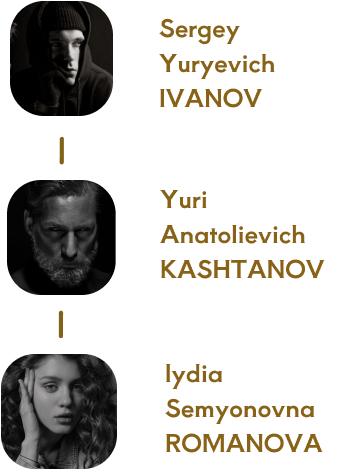 Sergey
Yuryevich
IVANOV
Yuri
Anatolievich
KASHTANOV
lydia
Semyonovna
ROMANOVA